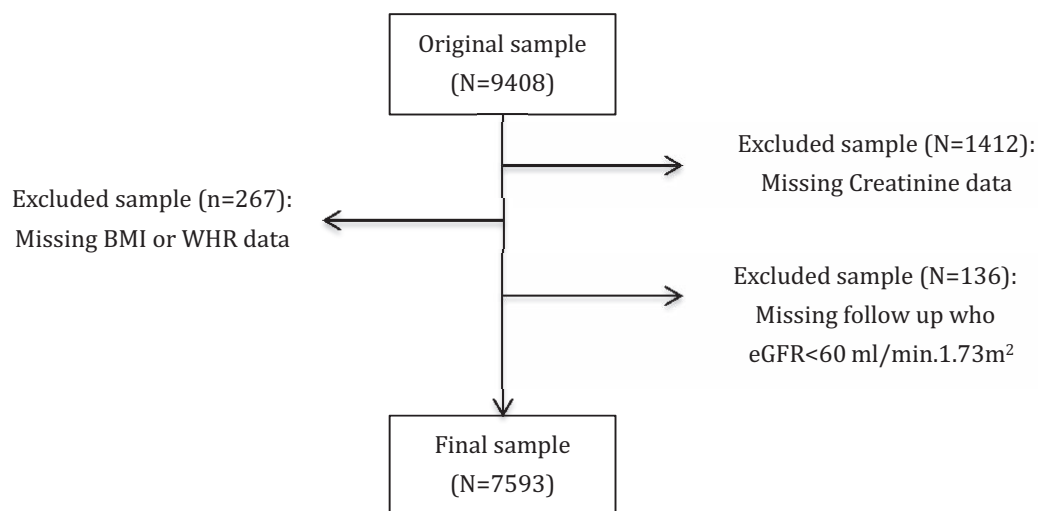 Original sample
(N=9408)
Excluded sample (N=1412):
Missing Creatinine data
Excluded sample (n=267):
Missing BMI or WHR data
Excluded sample (N=136):
Missing follow up who
eGFR<60 ml/min.1.73m²
Final sample
(N=7593)